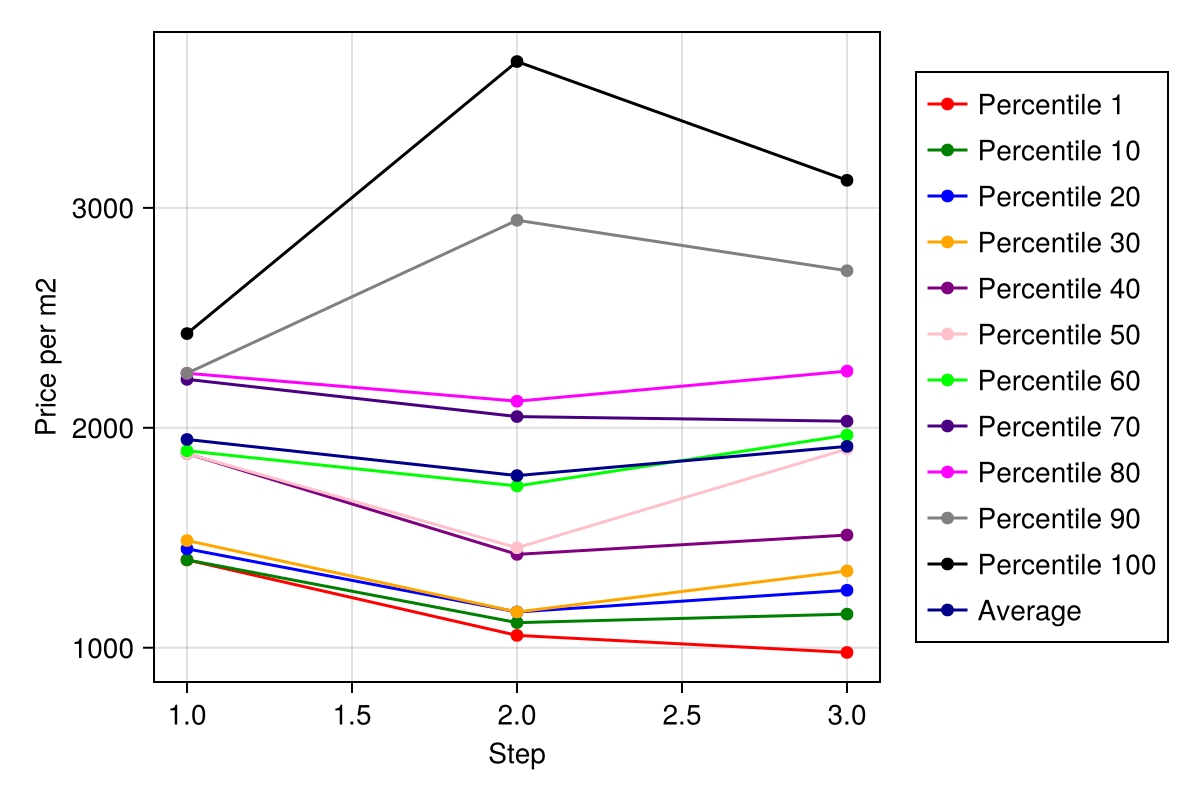 3000
2000
1000
Price per m2
1.0 1.5 2.0 2.5 3.0
Step
Percentile 1
Percentile 10
Percentile 20
Percentile 30
Percentile 40
Percentile 50
Percentile 60
Percentile 70
Percentile 80
Percentile 90
Percentile 100
Average